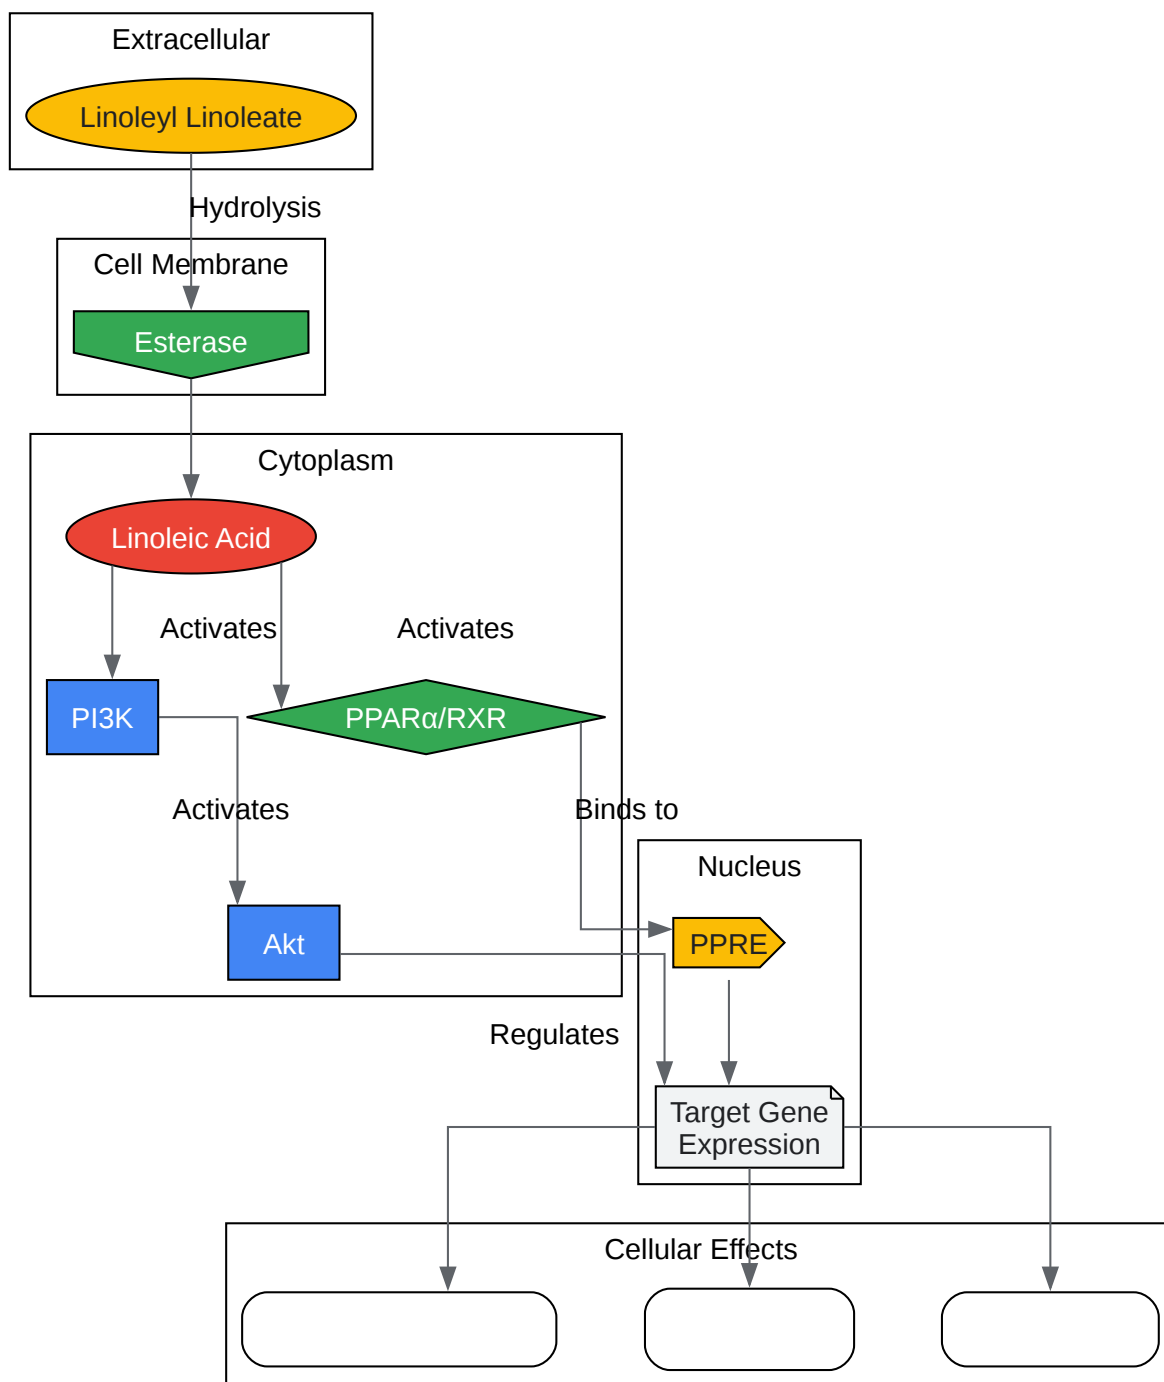 Extracellular
Linoleyl Linoleate
Hydrolysis
Cell Membrane
Esterase
Cytoplasm
Linoleic Acid
Activates
Activates
PI3K
PPARα/RXR
Activates
Binds to
Nucleus
Akt
PPRE
Regulates
Target Gene
Expression
Cellular Effects